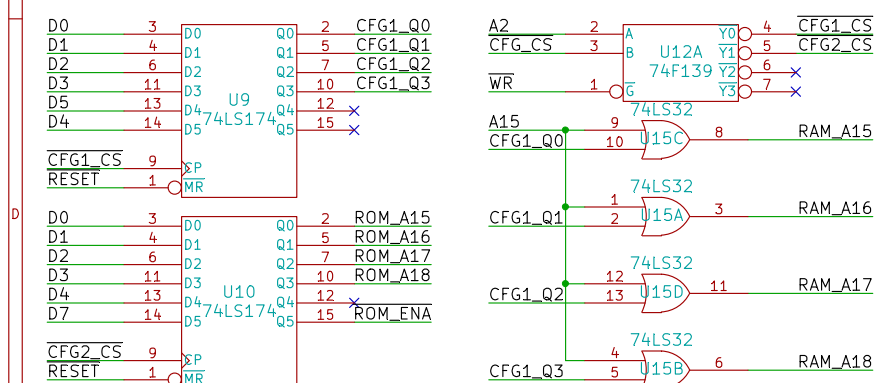 D0 3 D0 Q0 2 CFG1_Q0
D1 4 D1 Q1 5 CFG1_Q1
D2 6 D2 Q2 7 CFG1_Q2
D3 11 D3 Q3 10 CFG1_Q3
U9
D5 13 D4 Q4 12
74LS174
D4 14 D5 Q5 15
CFG1_CS 9 CP
RESET 1 MR
D
D0 3 D0 Q0 2 ROM_A15
D1 4 D1 Q1 5 ROM_A16
D2 6 D2 Q2 7 ROM_A17
D3 11 D3 Q3 10 ROM_A18
U10
D4 13 D4 Q4 12
74LS174
D7 14 D5 Q5 15 ROM_ENA
CFG2_CS 9 CP
RESET 1 MR
A2 2 A Y0 4 CFG1_CS
CFG_CS 3 B U12A Y1 5 CFG2_CS
74F139 Y2 6
WR 1 G Y3 7
74LS32
A15 9
U15C 8 RAM_A15
CFG1_Q0 10
74LS32
1
U15A 3 RAM_A16
CFG1_Q1 2
74LS32
12
U15D 11 RAM_A17
CFG1_Q2 13
74LS32
4
U15B 6 RAM_A18
CFG1_Q3 5